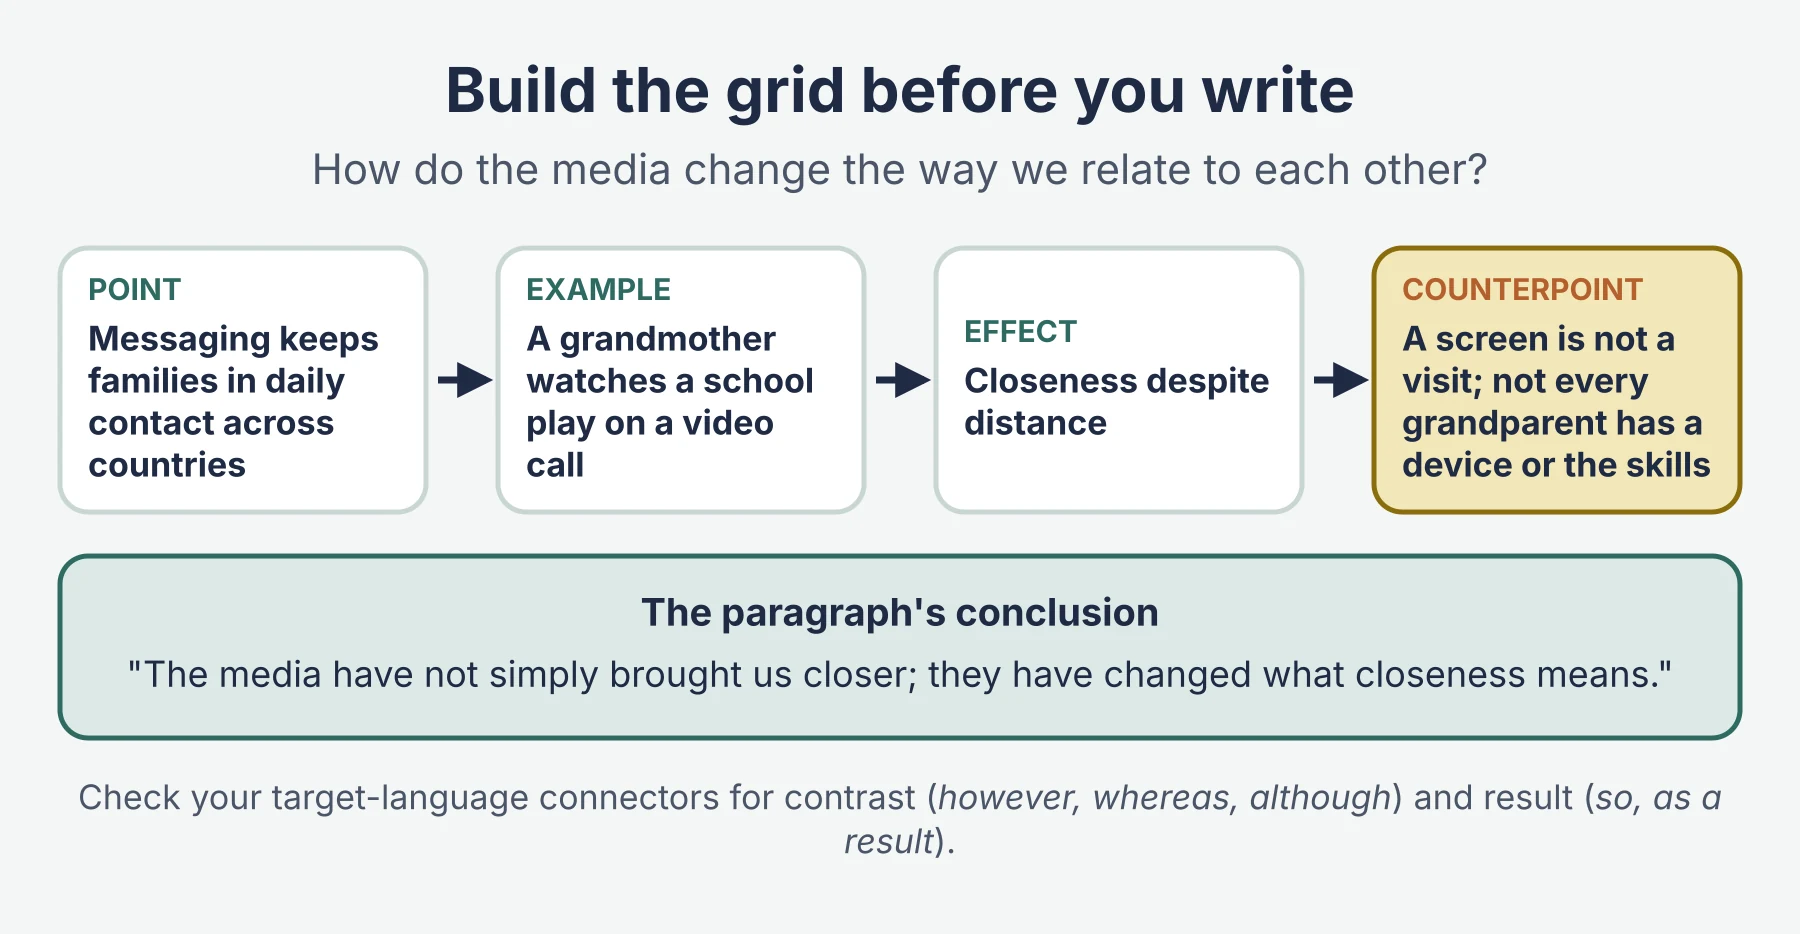 Build the grid before you write
How do the media change the way we relate to each other?
POINT
Messaging keeps
families in daily
contact across
countries
EXAMPLE
A grandmother
watches a school
play on a video
call
EFFECT
Closeness despite
distance
COUNTERPOINT
A screen is not a
visit; not every
grandparent has a
device or the skills
The paragraph's conclusion
"The media have not simply brought us closer; they have changed what closeness means."
Check your target-language connectors for contrast (however, whereas, although) and result (so, as a
result).